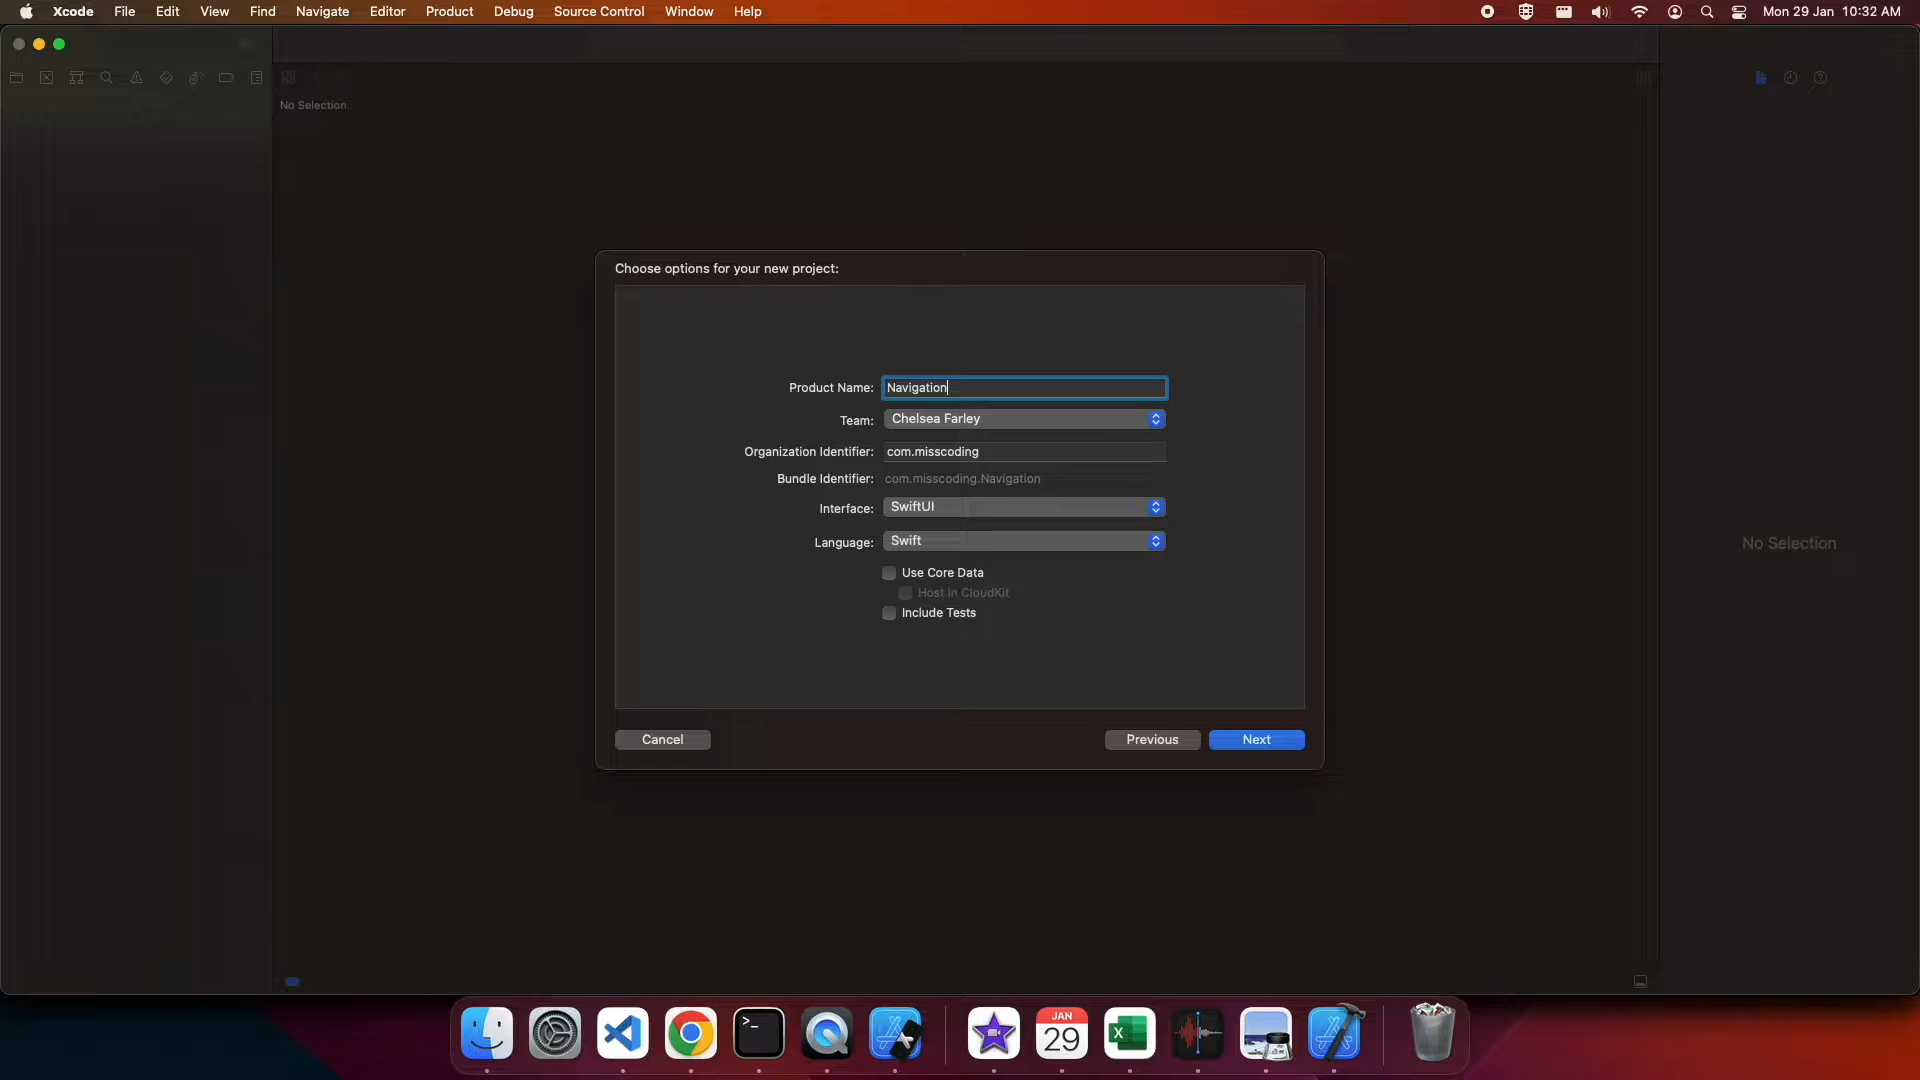 Xcode File Edit View Find Navigate Editor Product Debug Source Control Window Help Mon 29 Jan 10:32 AM
No Selection
Choose options for your new project:
Product Name: Navigation
Team: Chelsea Farley
Organization Identifier: com.misscoding
Bundle Identifier: com.misscoding.Navigation
Interface: SwiftUI
No Selection
Language: Swift
Use Core Data
Host in CloudKit
Include Tests
Cancel Previous Next
JAN
29